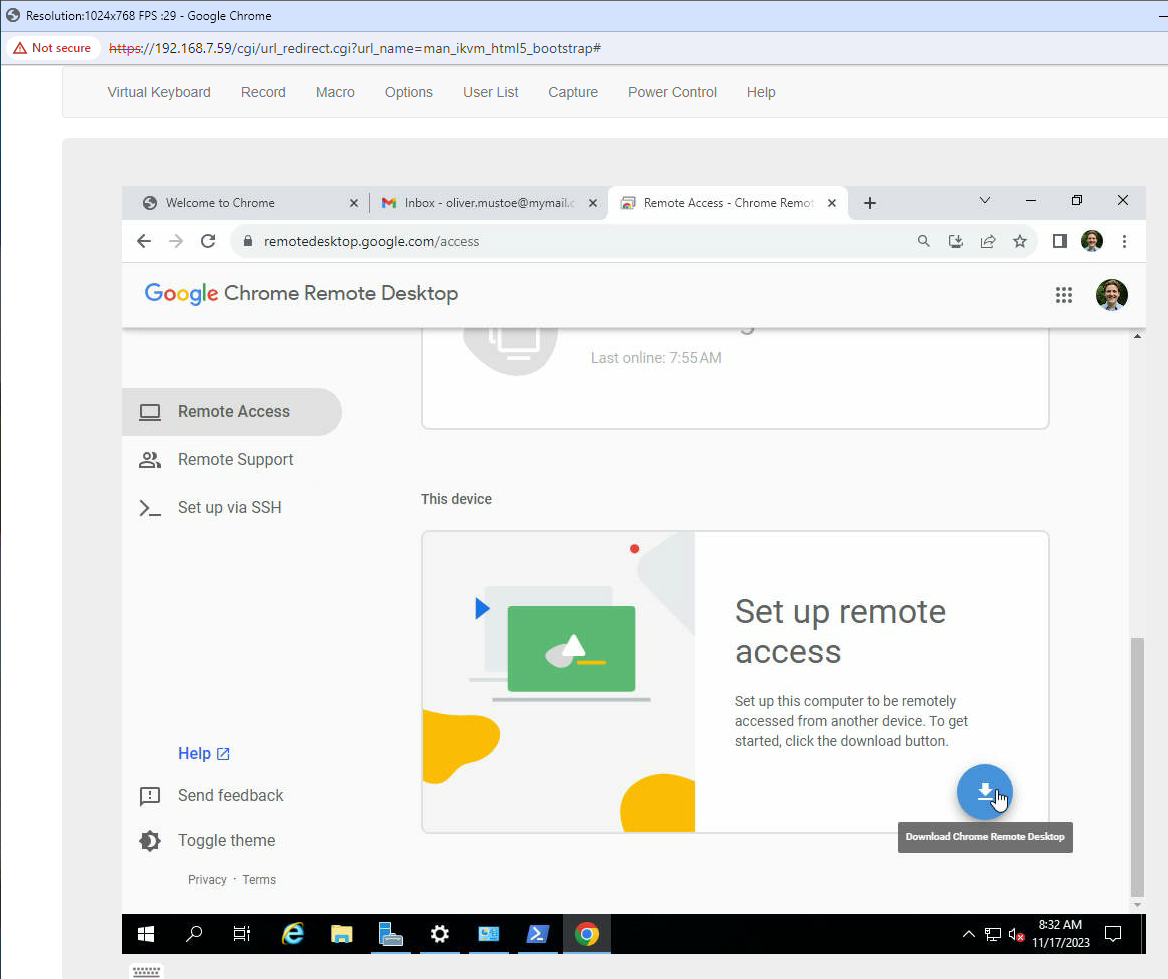 Resolution:1024x768 FPS :29 - Google Chrome
Not secure https://192.168.7.59/cgi/url_redirect.cgi?url_name=man_ikvm_html5_bootstrap#
Virtual Keyboard Record Macro Options User List Capture Power Control Help
Welcome to Chrome Inbox - oliver.mustoe@mymail.c Remote Access - Chrome Remot
remotedesktop.google.com/access
Google Chrome Remote Desktop
Last online: 7:55 AM
Remote Access
Remote Support
Set up via SSH
This device
Set up remote
access
Set up this computer to be remotely
accessed from another device. To get
started, click the download button.
Download Chrome Remote Desktop
Help
Send feedback
Toggle theme
Privacy · Terms
8:32 AM
11/17/2023